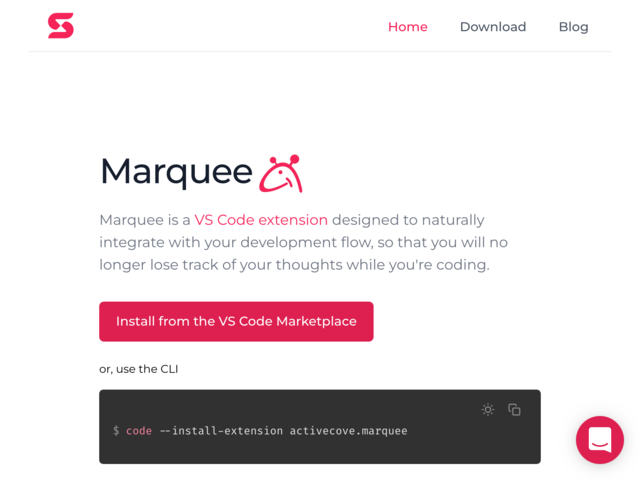 Home Download Blog
Marquee
Marquee is a VS Code extension designed to naturally
integrate with your development flow, so that you will no
longer lose track of your thoughts while you're coding.
Install from the VS Code Marketplace
or, use the CLI
$ code --install-extension activecove.marquee